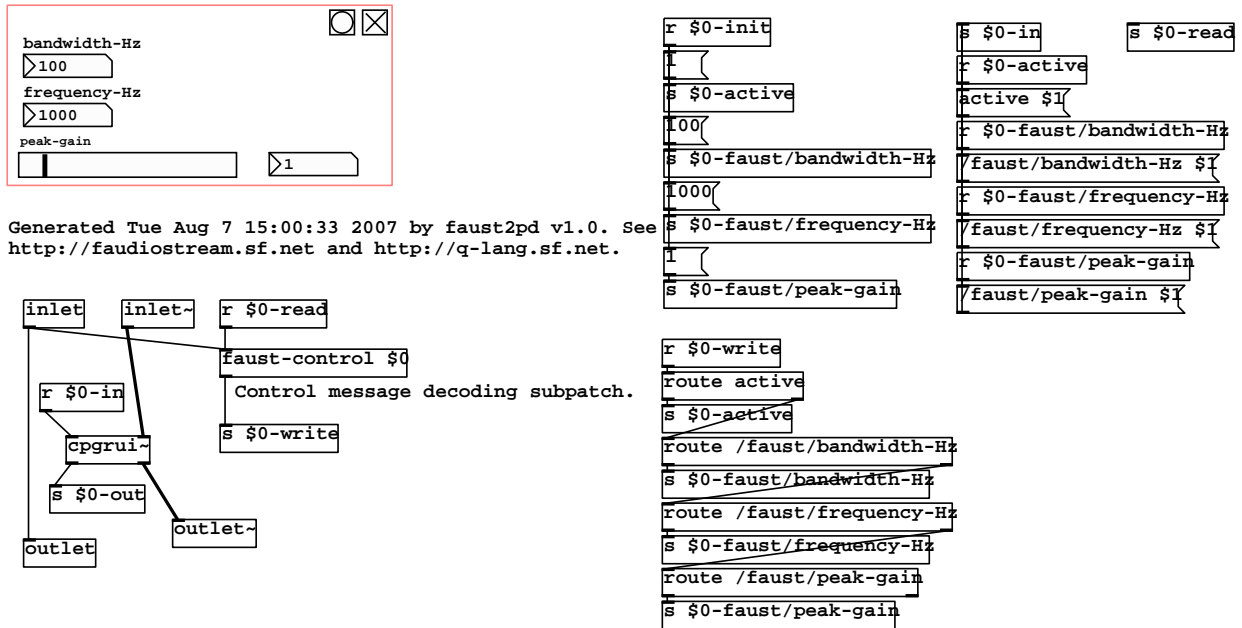 bandwidth-Hz
100
frequency-Hz
1000
peak-gain
1
Generated Tue Aug 7 15:00:33 2007 by faust2pd v1.0. See
http://faudiostream.sf.net and http://q-lang.sf.net.
inlet
inlet~
r $0-read
faust-control $0
Control message decoding subpatch.
r $0-in
s $0-write
cpgrui~
s $0-out
outlet~
outlet
r $0-init
1
s $0-active
100
s $0-faust/bandwidth-Hz
1000
s $0-faust/frequency-Hz
1
s $0-faust/peak-gain
s $0-in
s $0-read
r $0-active
active $1
r $0-faust/bandwidth-Hz
/faust/bandwidth-Hz $1
r $0-faust/frequency-Hz
/faust/frequency-Hz $1
r $0-faust/peak-gain
/faust/peak-gain $1
r $0-write
route active
s $0-active
route /faust/bandwidth-Hz
s $0-faust/bandwidth-Hz
route /faust/frequency-Hz
s $0-faust/frequency-Hz
route /faust/peak-gain
s $0-faust/peak-gain